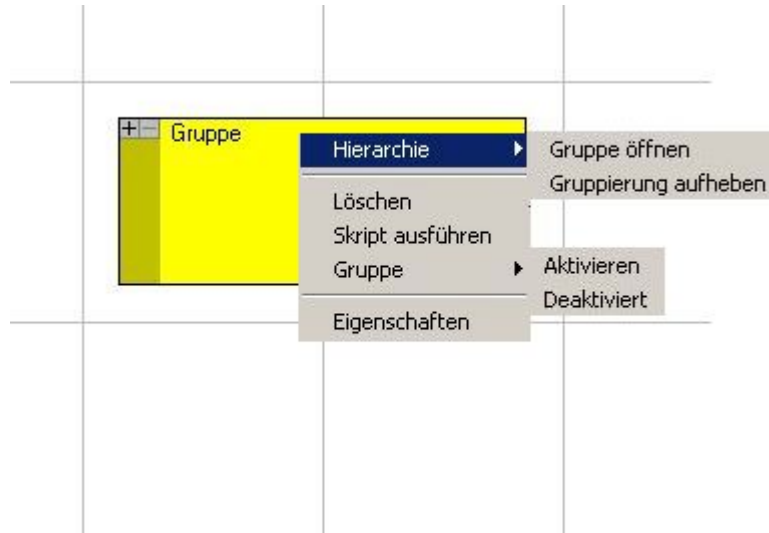 Gruppe
Hierarchie
Gruppe öffnen
Gruppierung aufheben
Löschen
Skript ausführen
Gruppe
Aktivieren
Deaktiviert
Eigenschaften